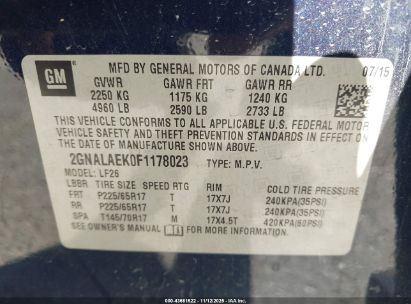 GM
MFD BY GENERAL MOTORS OF CANADA LTD. 07/15
GVWR GAWR FRT GAWR RR
2250 KG 1175 KG 1240 KG
4960 LB 2590 LB 2733 LB
THIS VEHICLE CONFORMS TO ALL APPLICABLE U.S. FEDERAL MOTOR VEHICLE SAFETY AND THEFT PREVENTION STANDARDS IN EFFECT ON THE DATE OF MANUFACTURE SHOWN ABOVE.
2GNALAEK0F1178023 TYPE: M.P.V.
MODEL: LF26
LBBR TIRE SIZE SPEED RTG RIM COLD TIRE PRESSURE
FRT P225/65R17 T 17X7J 240KPA(35PSI)
RR P225/65R17 T 17X7J 240KPA(35PSI)
SPA T145/70R17 M 17X4.5T 420KPA(60PSI)
SEE OWNER'S MANUAL FOR MORE INFORMATION.